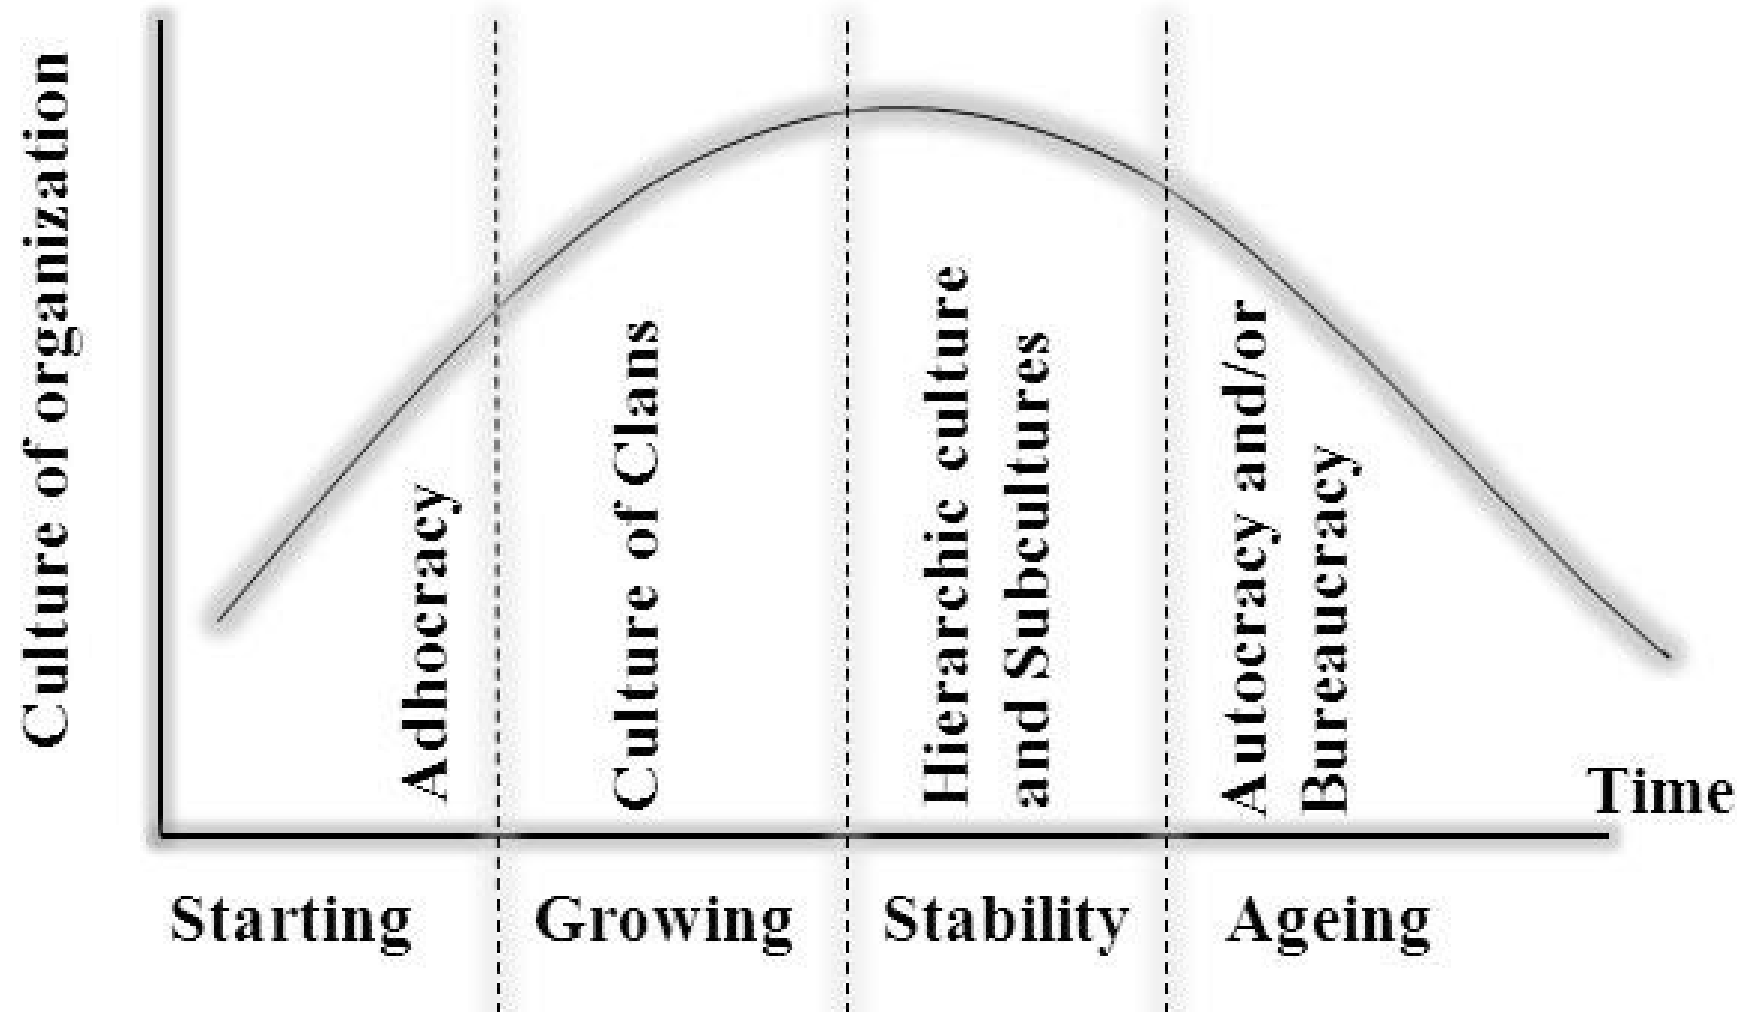 Culture of organization
Adhocracy
Culture of Clans
Hierarchic culture
and Subcultures
Autocracy and/or
Bureaucracy
Time
Starting
Growing
Stability
Ageing